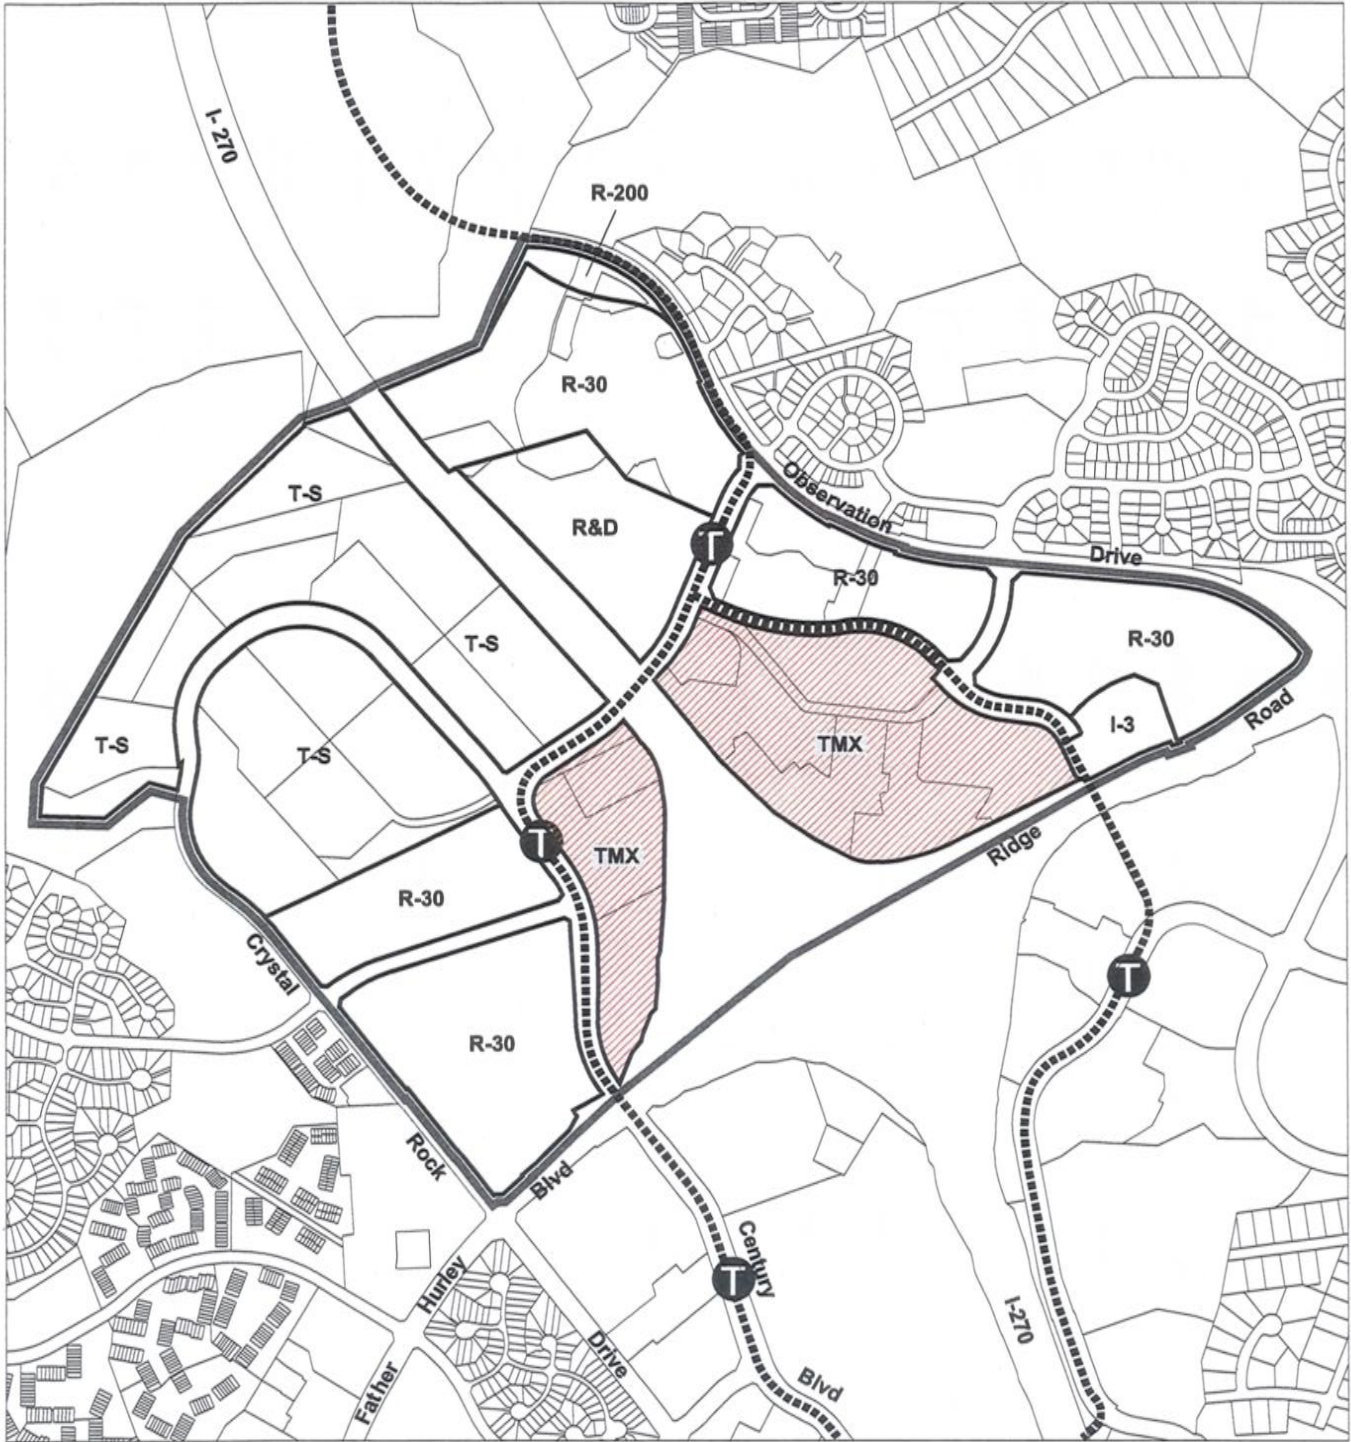 I- 270
R-200
R-30
T-S
R&D
Observation
T
R-30
Drive
T-S
R-30
T-S
T-S
TMX
I-3
Road
T
TMX
Ridge
R-30
Crystal
T
R-30
Rock
Blvd
Century
T
Hurley
I-270
Drive
Father
Blvd